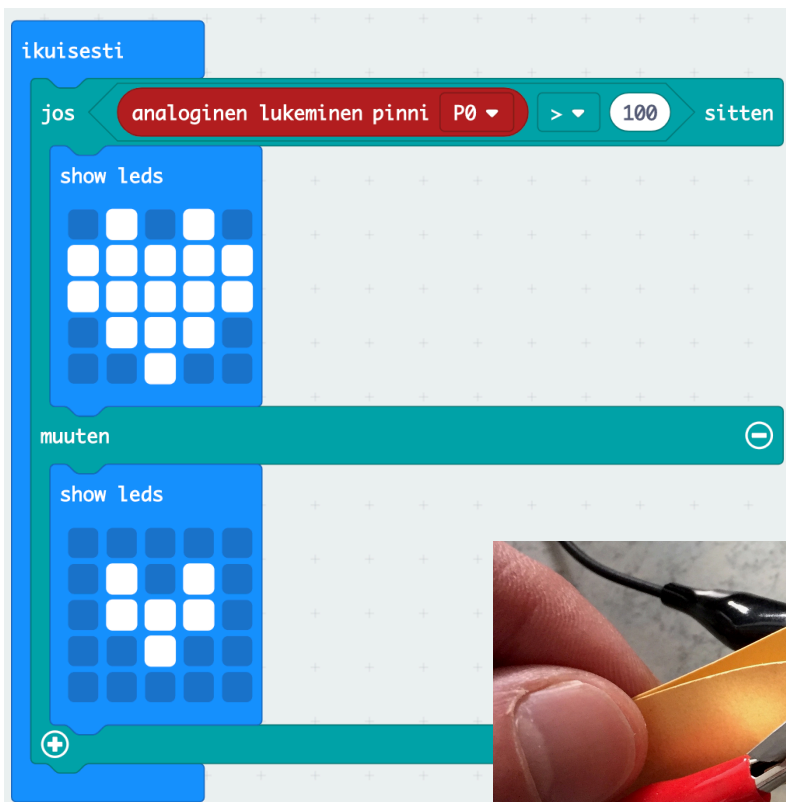 ikuisesti
jos analoginen lukeminen pinni P0 > 100 sitten
show leds
muuten
show leds